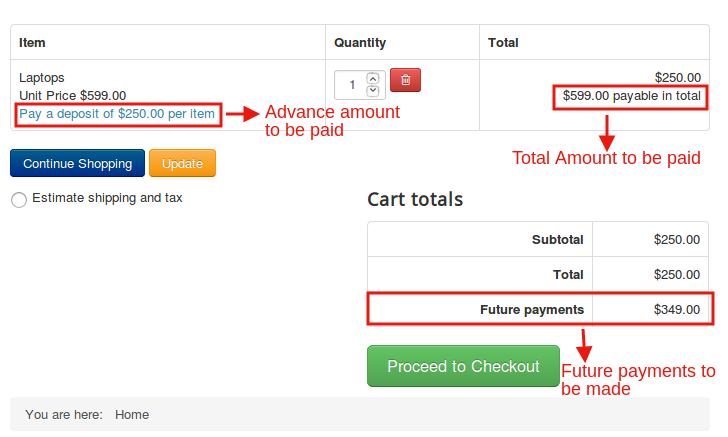 Item Quantity Total
Laptops $250.00
Unit Price $599.00 1 $599.00 payable in total
Pay a deposit of $250.00 per item
Advance amount
to be paid
Total Amount to be paid
Continue Shopping Update
Estimate shipping and tax
Cart totals
Subtotal $250.00
Total $250.00
Future payments $349.00
Proceed to Checkout
Future payments to
be made
You are here: Home